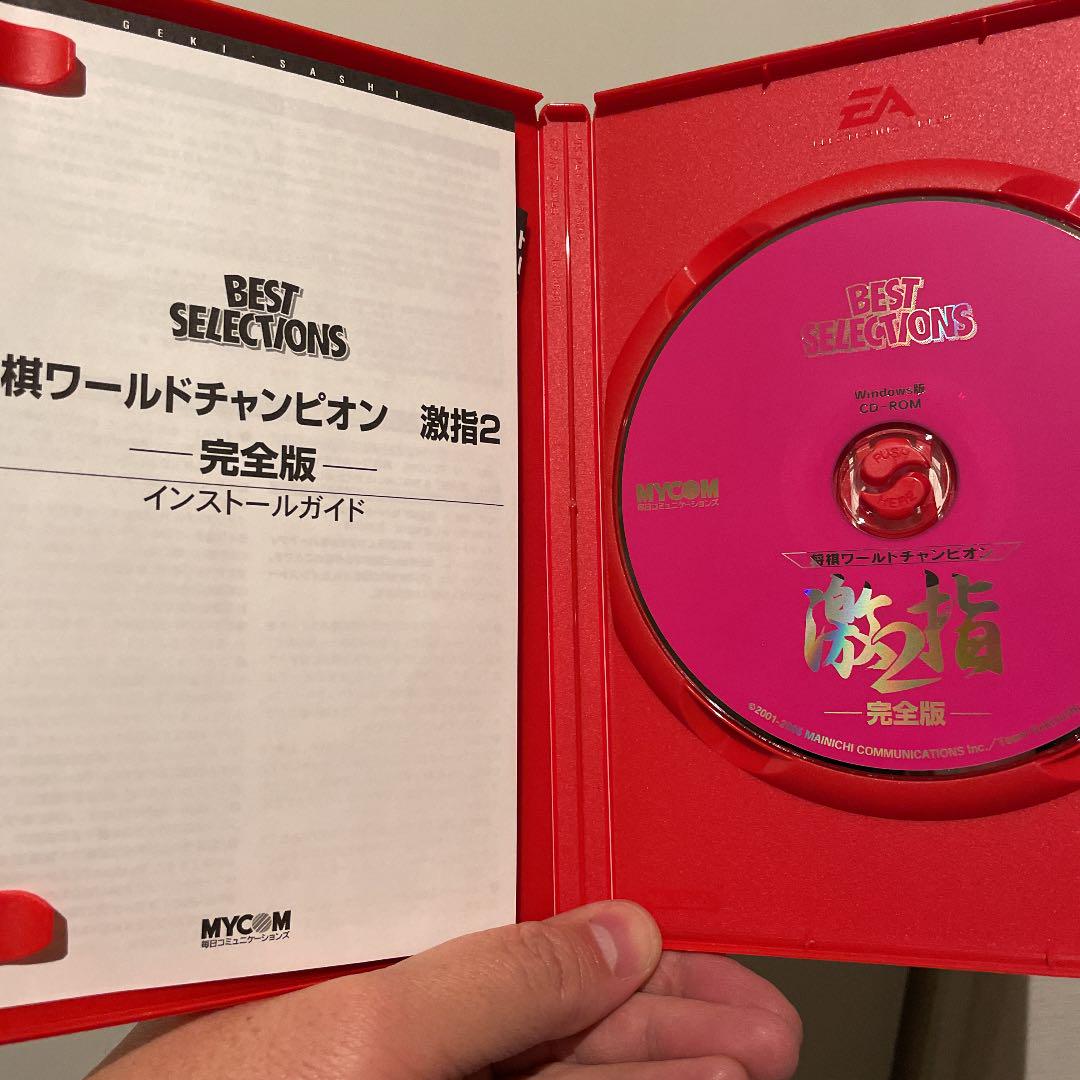 GEKI-SASHI
BEST
SELECTIONS
棋ワールドチャンピオン 激指2
完全版
インストールガイド
MYCOM
毎日コミュニケーションズ
EA
BEST
SELECTIONS
Windows版
CD-ROM
PUSH
HERE
MYCOM
毎日コミュニケーションズ
将棋ワールドチャンピオン
激指2
完全版
©2001-2006 MAINICHI COMMUNICATIONS Inc./